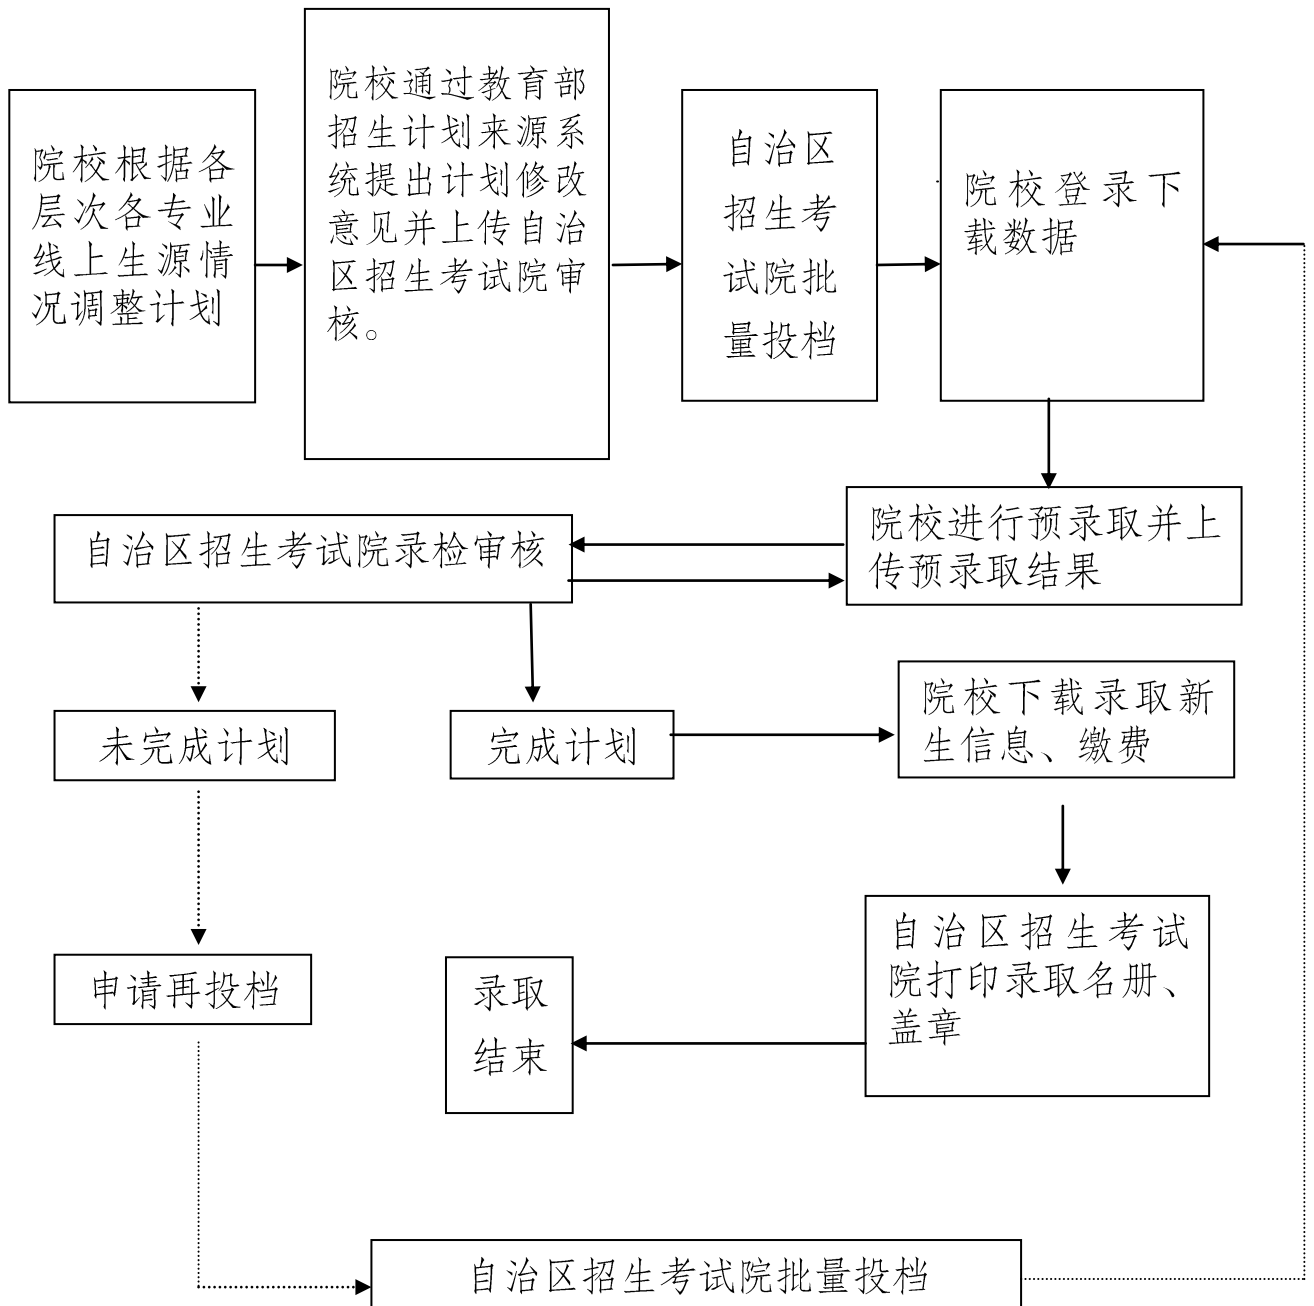 院校根据各
层次各专业
线上生源情
况调整计划
院校通过教育部
招生计划来源系
统提出计划修改
意见并上传自治
区招生考试院审
核。
自治区
招生考
试院批
量投档
院校登录下
载数据
院校进行预录取并上
传预录取结果
自治区招生考试院录检审核
未完成计划
完成计划
院校下载录取新
生信息、缴费
申请再投档
录取
结束
自治区招生考试
院打印录取名册、
盖章
自治区招生考试院批量投档